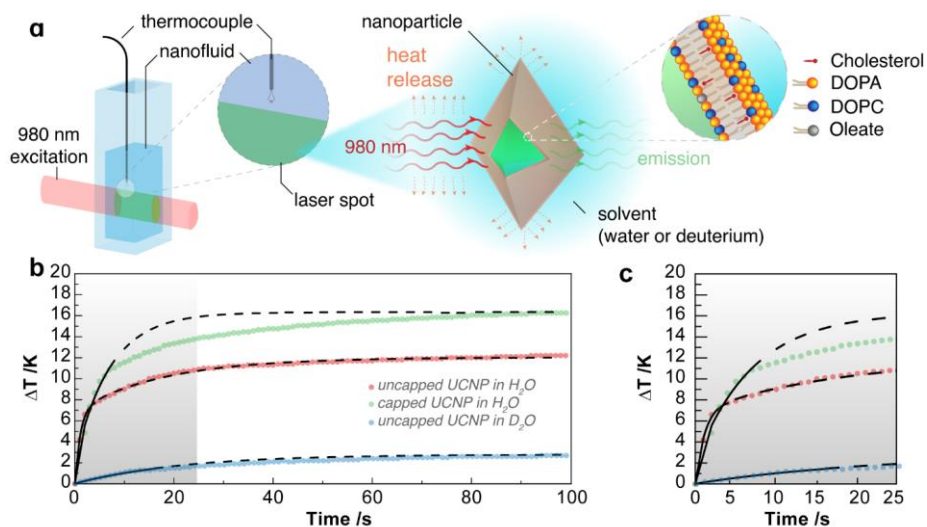 a
thermocouple
nanofluid
980 nm
excitation
laser spot
nanoparticle
heat
release
980 nm
emission
solvent
(water or deuterium)
Cholesterol
DOPA
DOPC
Oleate
b
ΔT /K
20
18
16
14
12
10
8
6
4
2
0
uncapped UCNP in H₂O
capped UCNP in H₂O
uncapped UCNP in D₂O
0 20 40 60 80 100
Time /s
c
ΔT /K
20
18
16
14
12
10
8
6
4
2
0
0 5 10 15 20 25
Time /s